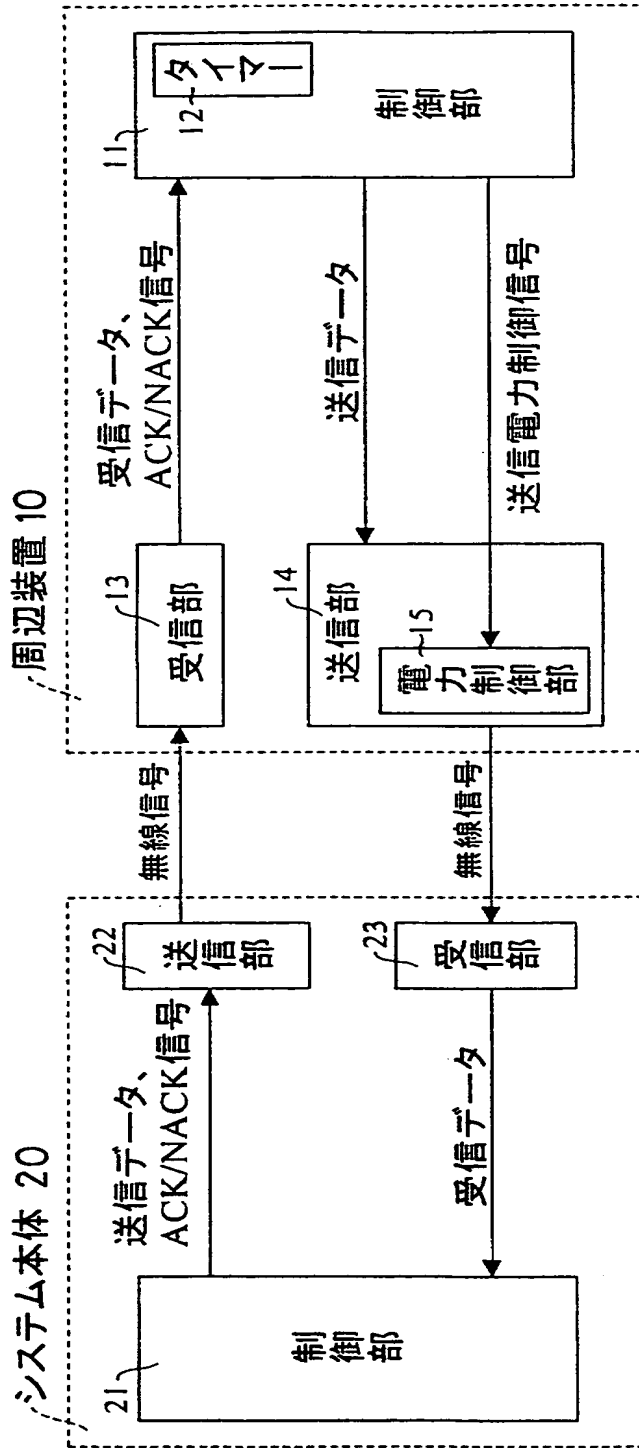 システム本体 20
周辺装置 10
21
制御部
送信データ、
ACK/NACK信号
22
送信部
無線信号
13
受信部
受信データ、
ACK/NACK信号
11
12
タイマー
制御部
受信データ
23
受信部
無線信号
14
送信部
15
電力制御部
送信データ
送信電力制御信号